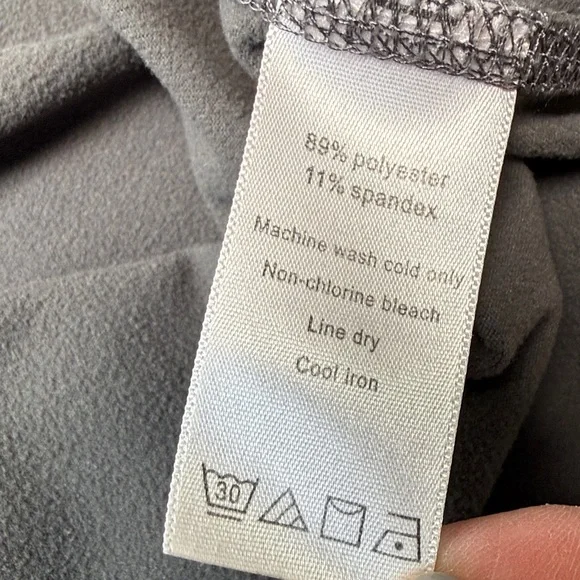 89% polyester
11% spandex
Machine wash cold only
Non-chlorine bleach
Line dry
Cool iron
30